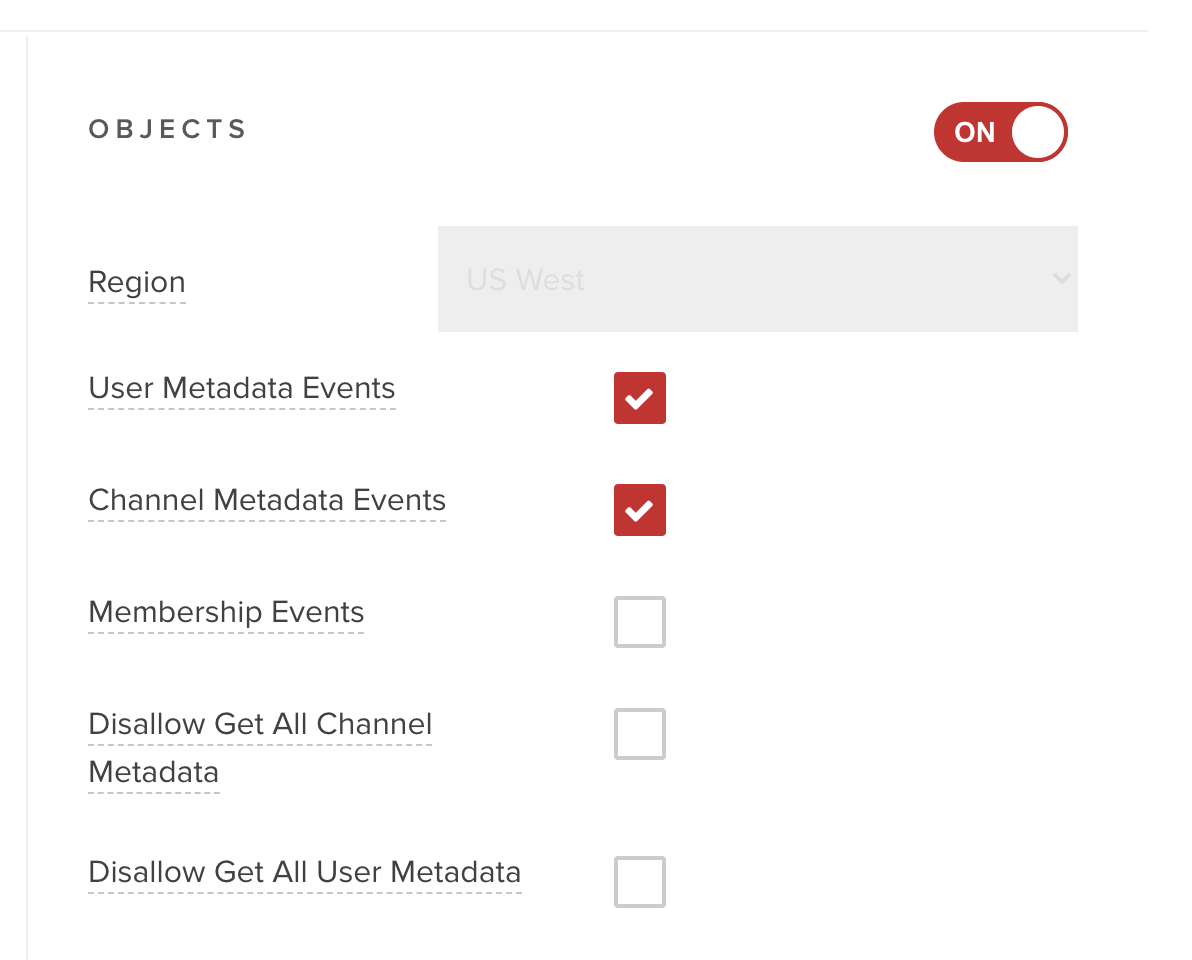 OBJECTS
ON
Region
US West
User Metadata Events
Channel Metadata Events
Membership Events
Disallow Get All Channel
Metadata
Disallow Get All User Metadata